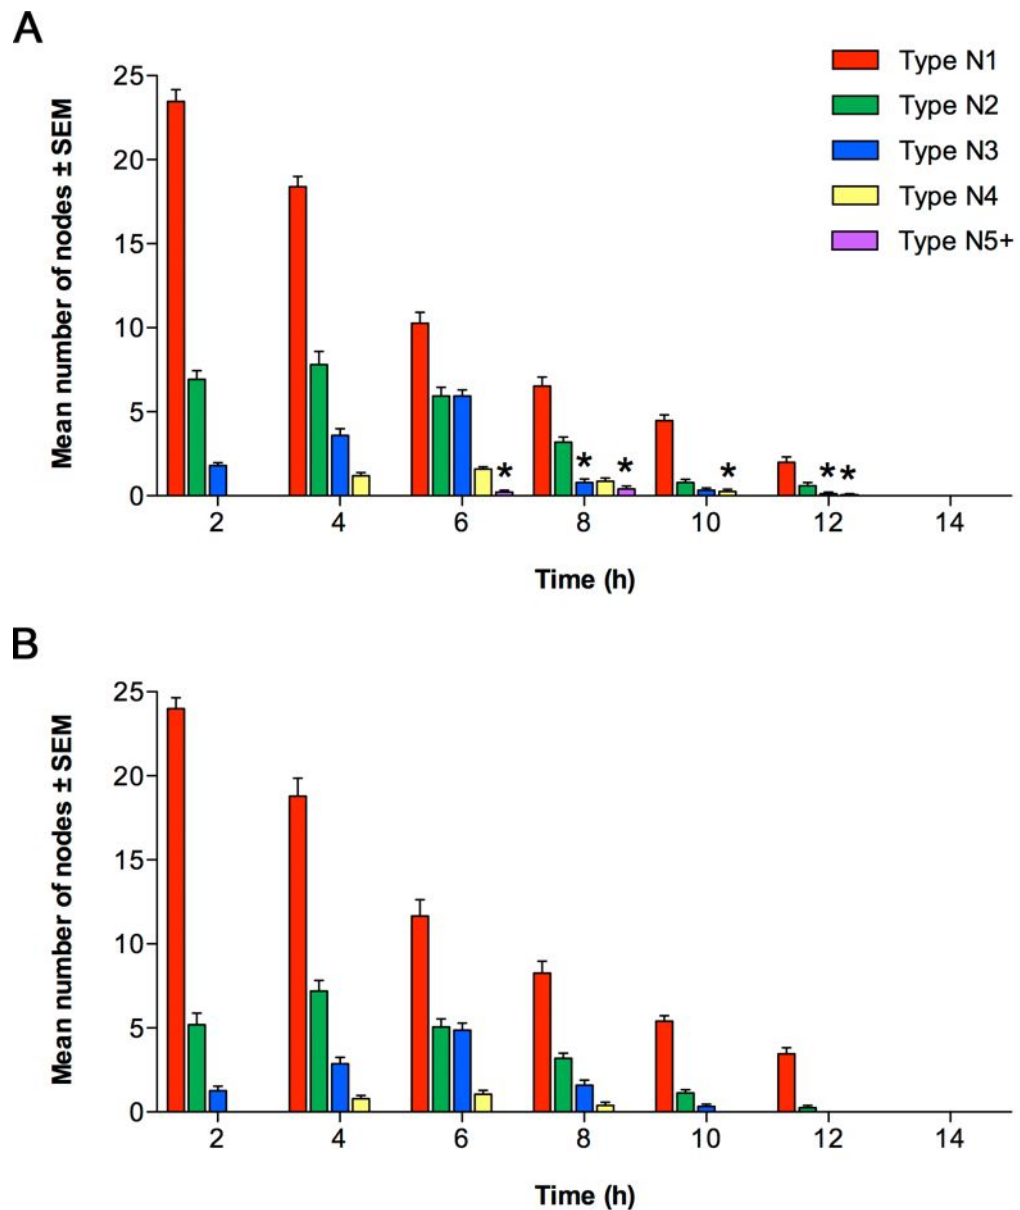 A
Type N1
Type N2
Type N3
Type N4
Type N5+
Mean number of nodes ± SEM
25
20
15
10
5
0
* * * * * *
2 4 6 8 10 12 14
Time (h)
B
Mean number of nodes ± SEM
25
20
15
10
5
0
2 4 6 8 10 12 14
Time (h)